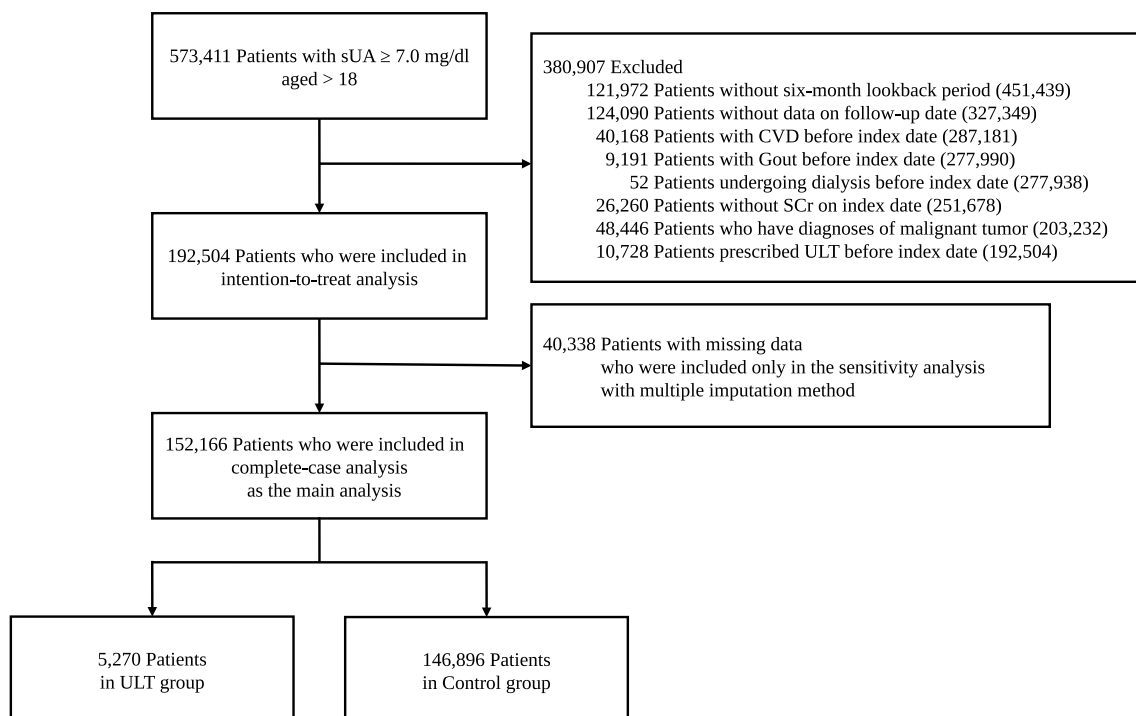 573,411 Patients with sUA ≥ 7.0 mg/dl
aged > 18
380,907 Excluded
121,972 Patients without six-month lookback period (451,439)
124,090 Patients without data on follow-up date (327,349)
40,168 Patients with CVD before index date (287,181)
9,191 Patients with Gout before index date (277,990)
52 Patients undergoing dialysis before index date (277,938)
26,260 Patients without SCr on index date (251,678)
48,446 Patients who have diagnoses of malignant tumor (203,232)
10,728 Patients prescribed ULT before index date (192,504)
192,504 Patients who were included in
intention-to-treat analysis
40,338 Patients with missing data
who were included only in the sensitivity analysis
with multiple imputation method
152,166 Patients who were included in
complete-case analysis
as the main analysis
5,270 Patients
in ULT group
146,896 Patients
in Control group